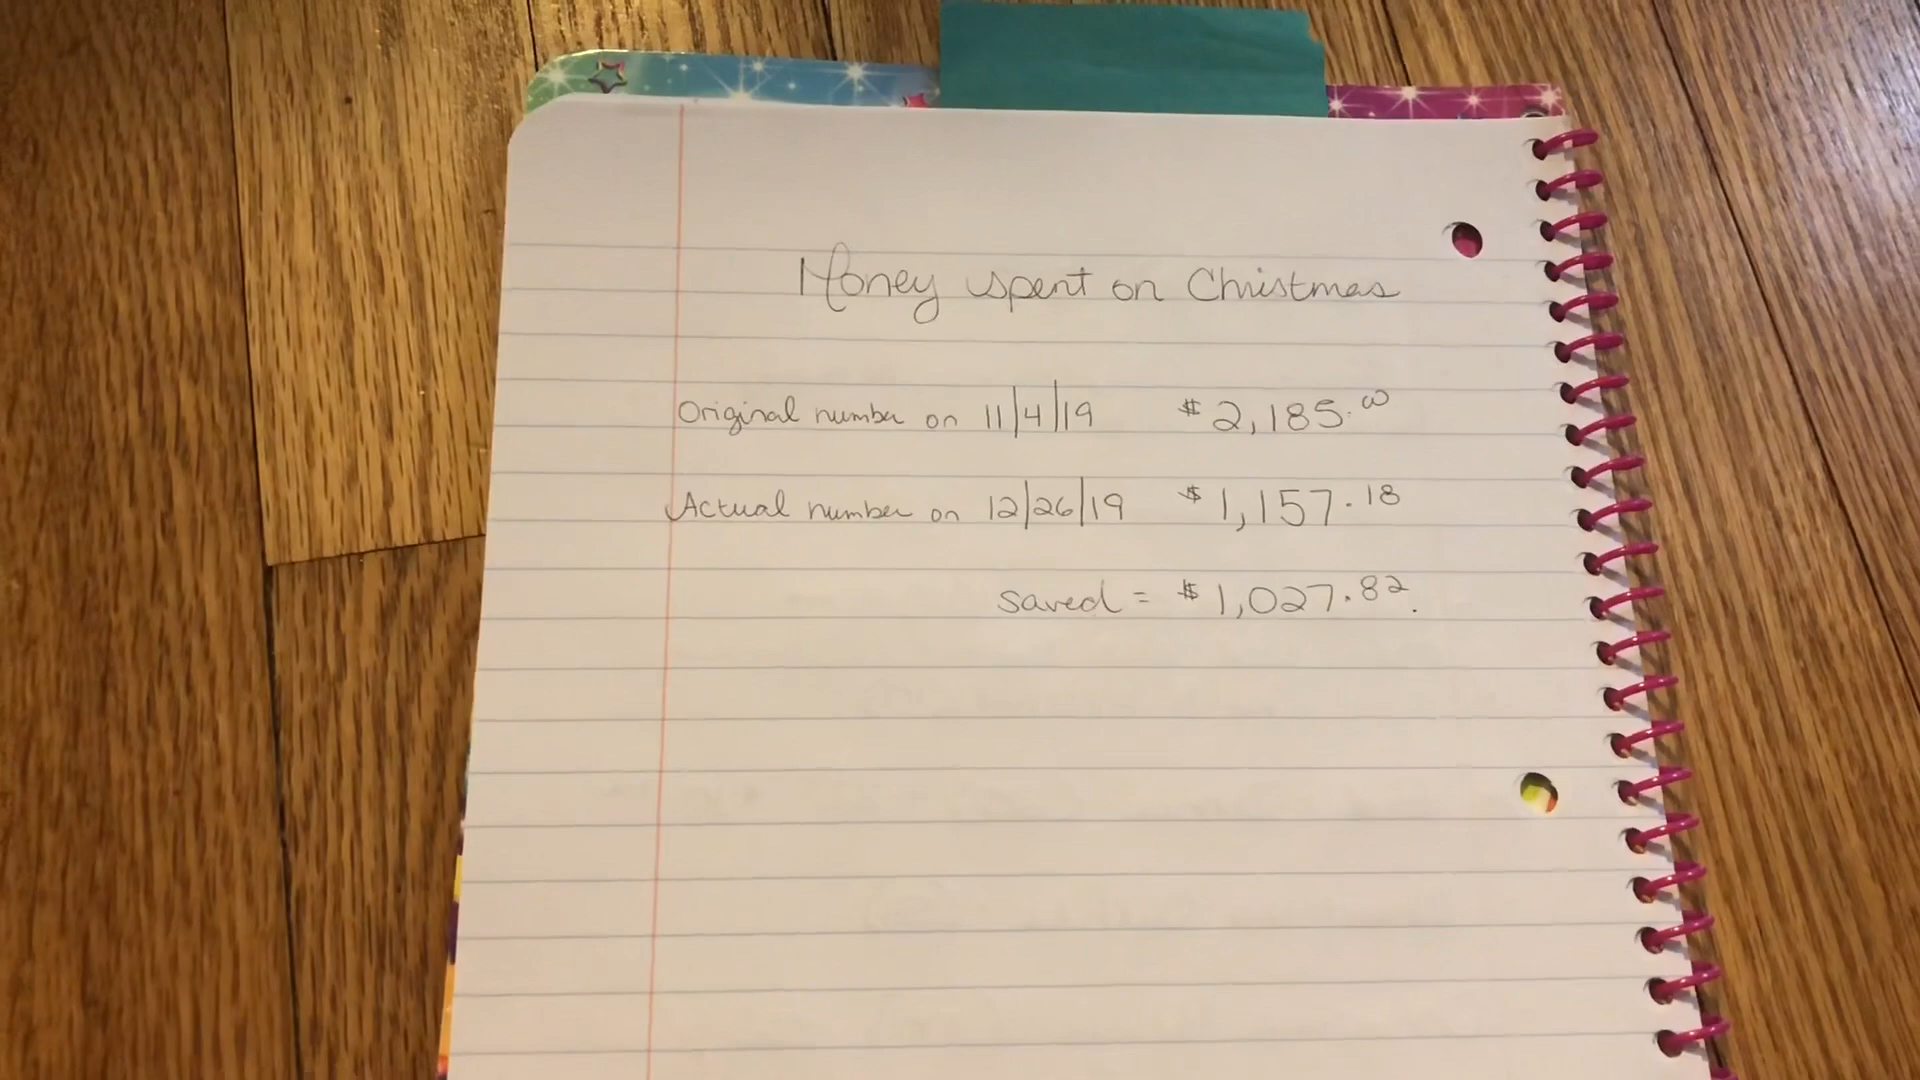 Money spent on Christmas
Original number on 11/4/19 $2,185.00
Actual number on 12/26/19 $1,157.18
saved = $1,027.82.